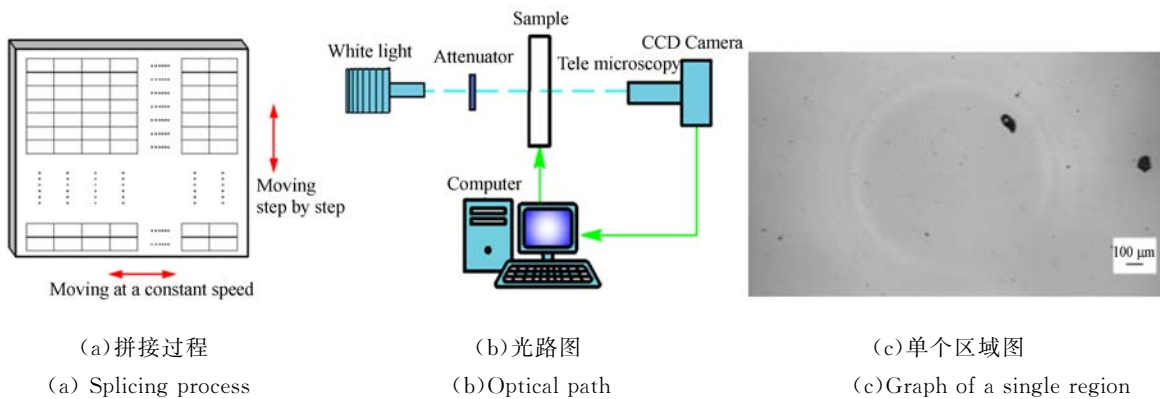 Moving
step by step
Moving at a constant speed
White light
Attenuator
Sample
CCD Camera
Tele microscopy
Computer
100 μm
(a)拼接过程
(a) Splicing process
(b)光路图
(b)Optical path
(c)单个区域图
(c)Graph of a single region